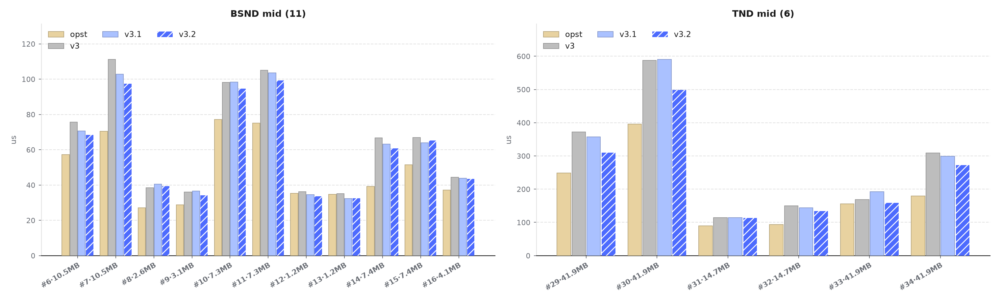 BSND mid (11)
us
opst v3.1 v3.2
v3
120
100
80
60
40
20
0
#6·10.5MB #7·10.5MB #8·2.6MB #9·3.1MB #10·7.3MB #11·7.3MB #12·1.2MB #13·1.2MB #14·7.4MB #15·7.4MB #16·4.1MB
TND mid (6)
us
opst v3.1 v3.2
v3
600
500
400
300
200
100
0
#29·41.9MB #30·41.9MB #31·14.7MB #32·14.7MB #33·41.9MB #34·41.9MB